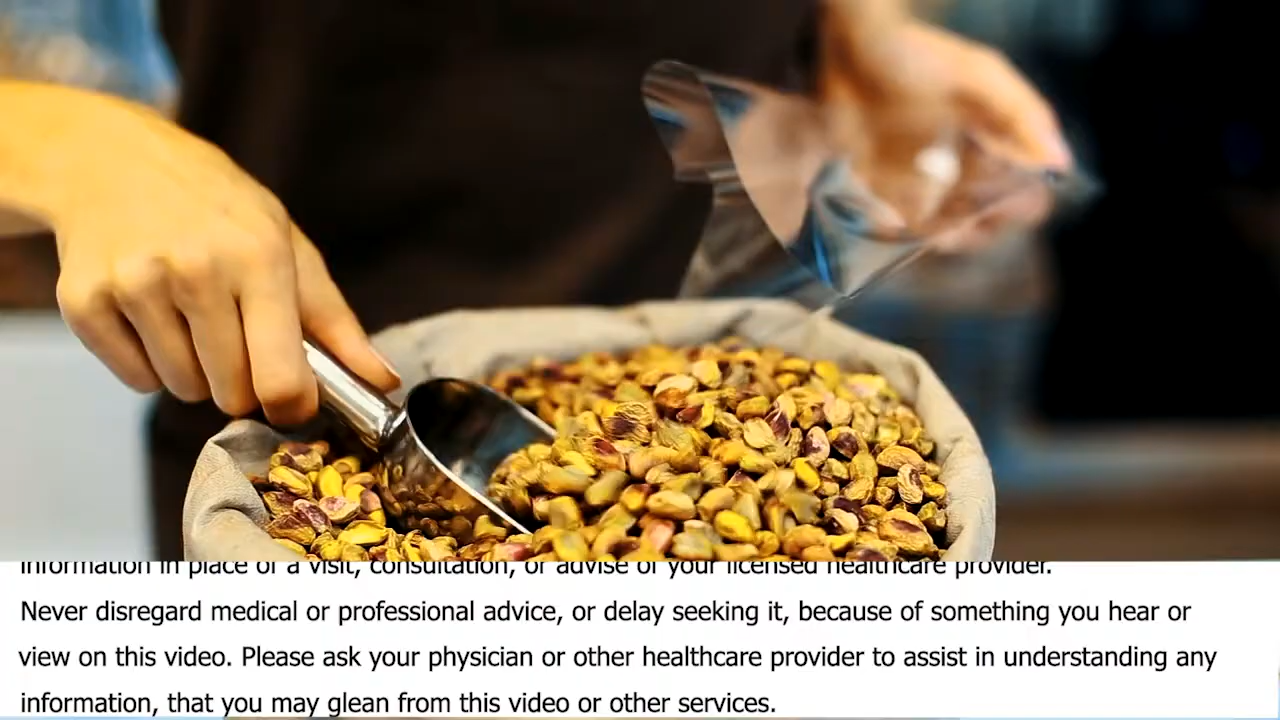 information in place of a visit, consultation, or advise of your licensed healthcare provider.
Never disregard medical or professional advice, or delay seeking it, because of something you hear or
view on this video. Please ask your physician or other healthcare provider to assist in understanding any
information, that you may glean from this video or other services.